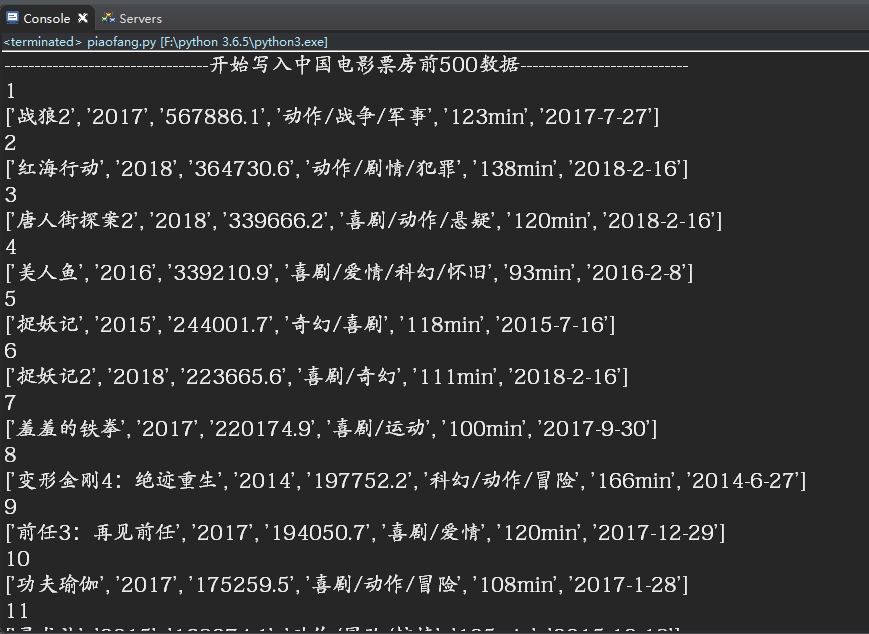 Console Servers
<terminated> piaofang.py [F:\python 3.6.5\python3.exe]
----------------------------------开始写入中国电影票房前500数据----------------------------
1
['战狼2','2017','567886.1','动作/战争/军事','123min','2017-7-27']
2
['红海行动','2018','364730.6','动作/剧情/犯罪','138min','2018-2-16']
3
['唐人街探案2','2018','339666.2','喜剧/动作/悬疑','120min','2018-2-16']
4
['美人鱼','2016','339210.9','喜剧/爱情/科幻/怀旧','93min','2016-2-8']
5
['捉妖记','2015','244001.7','奇幻/喜剧','118min','2015-7-16']
6
['捉妖记2','2018','223665.6','喜剧/奇幻','111min','2018-2-16']
7
['羞羞的铁拳','2017','220174.9','喜剧/运动','100min','2017-9-30']
8
['变形金刚4：绝迹重生','2014','197752.2','科幻/动作/冒险','166min','2014-6-27']
9
['前任3：再见前任','2017','194050.7','喜剧/爱情','120min','2017-12-29']
10
['功夫瑜伽','2017','175259.5','喜剧/动作/冒险','108min','2017-1-28']
11